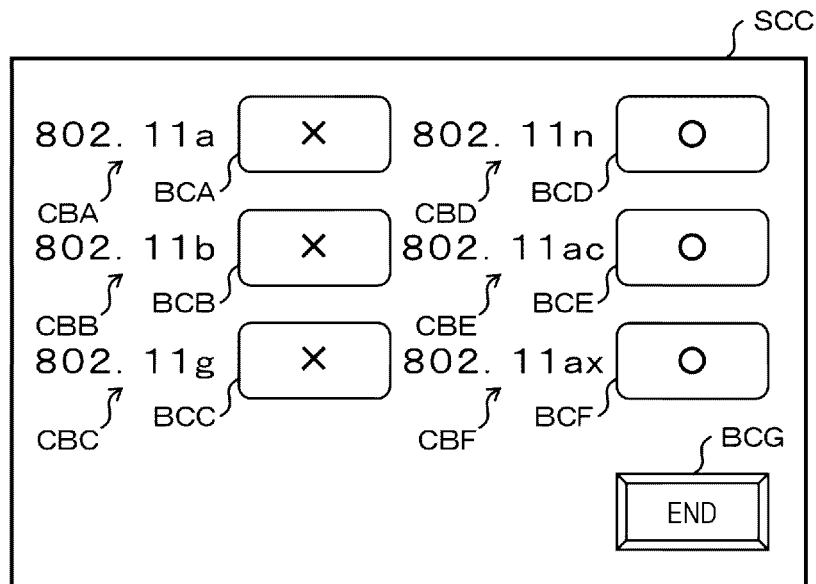 SCC
802. 11a × 802. 11n ○
CBA BCA CBD BCD
802. 11b × 802. 11ac ○
CBB BCB CBE BCE
802. 11g × 802. 11ax ○
CBC BCC CBF BCF
BCG
END